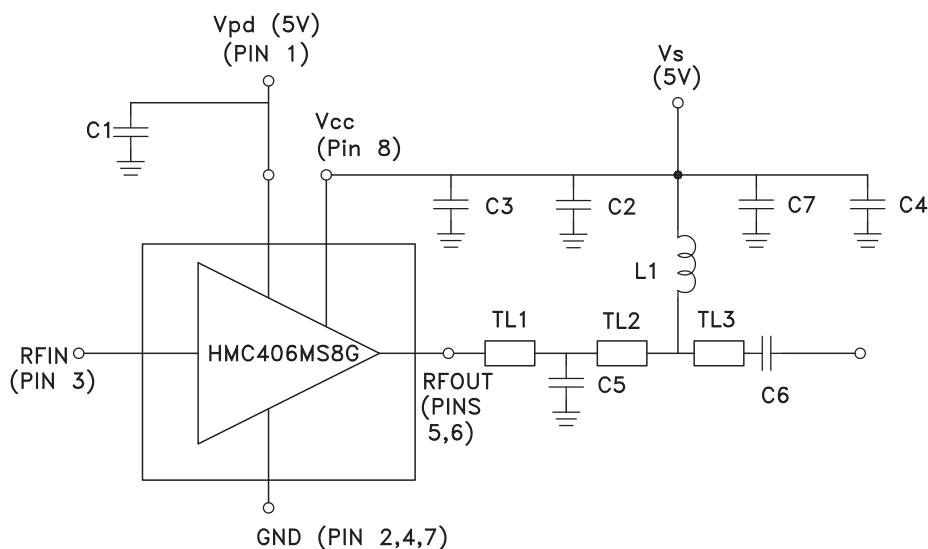 Vpd (5V)
(PIN 1)
C1
Vcc
(Pin 8)
Vs
(5V)
C3
C2
C7
C4
L1
TL1
TL2
TL3
RFIN
(PIN 3)
HMC406MS8G
RFOUT
(PINS
5,6)
C5
C6
GND (PIN 2,4,7)